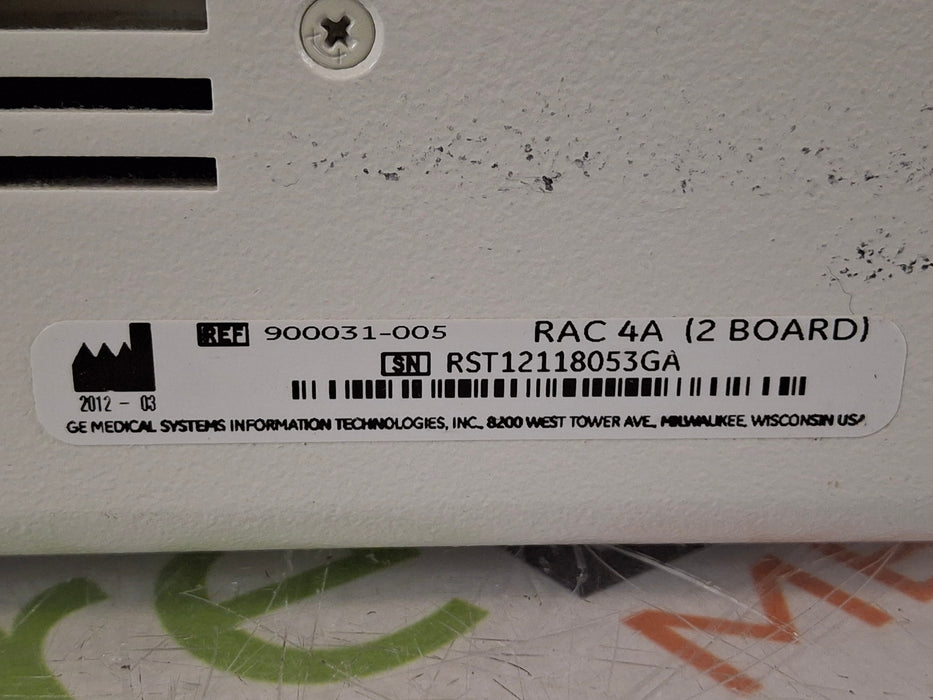 REF 900031-005 RAC 4A (2 BOARD)
SN RST12118053GA
2012 - 03
GE MEDICAL SYSTEMS INFORMATION TECHNOLOGIES, INC., 8200 WEST TOWER AVE., MILWAUKEE, WISCONSIN USA